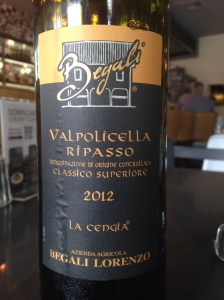 Begali
VALPOLICELLA
RIPASSO
DENOMINAZIONE DI ORIGINE CONTROLLATA
CLASSICO SUPERIORE
2012
LA CENGIA®
AZIENDA AGRICOLA
BEGALI LORENZO